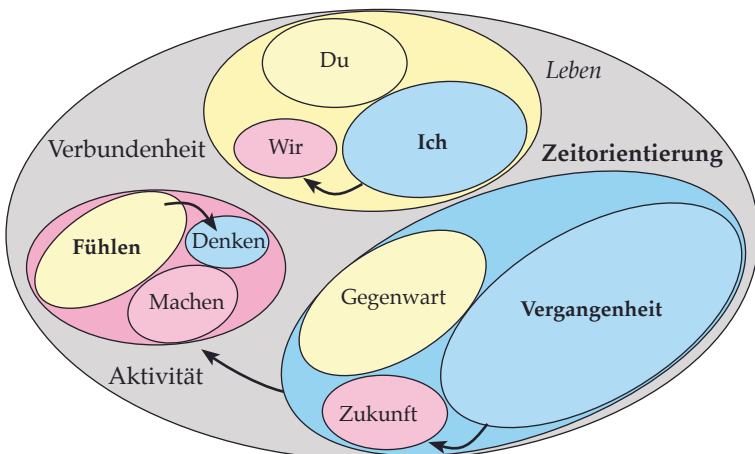 Du
Leben
Verbundenheit
Wir
Ich
Zeitorientierung
Fühlen
Denken
Machen
Gegenwart
Vergangenheit
Aktivität
Zukunft